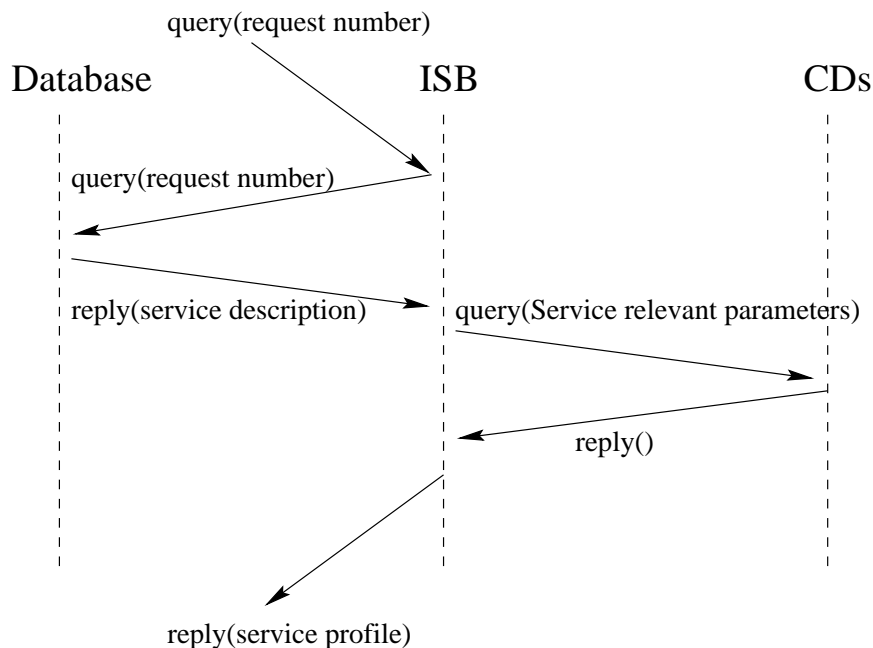 query(request number)
Database
ISB
CDs
query(request number)
reply(service description)
query(Service relevant parameters)
reply()
reply(service profile)